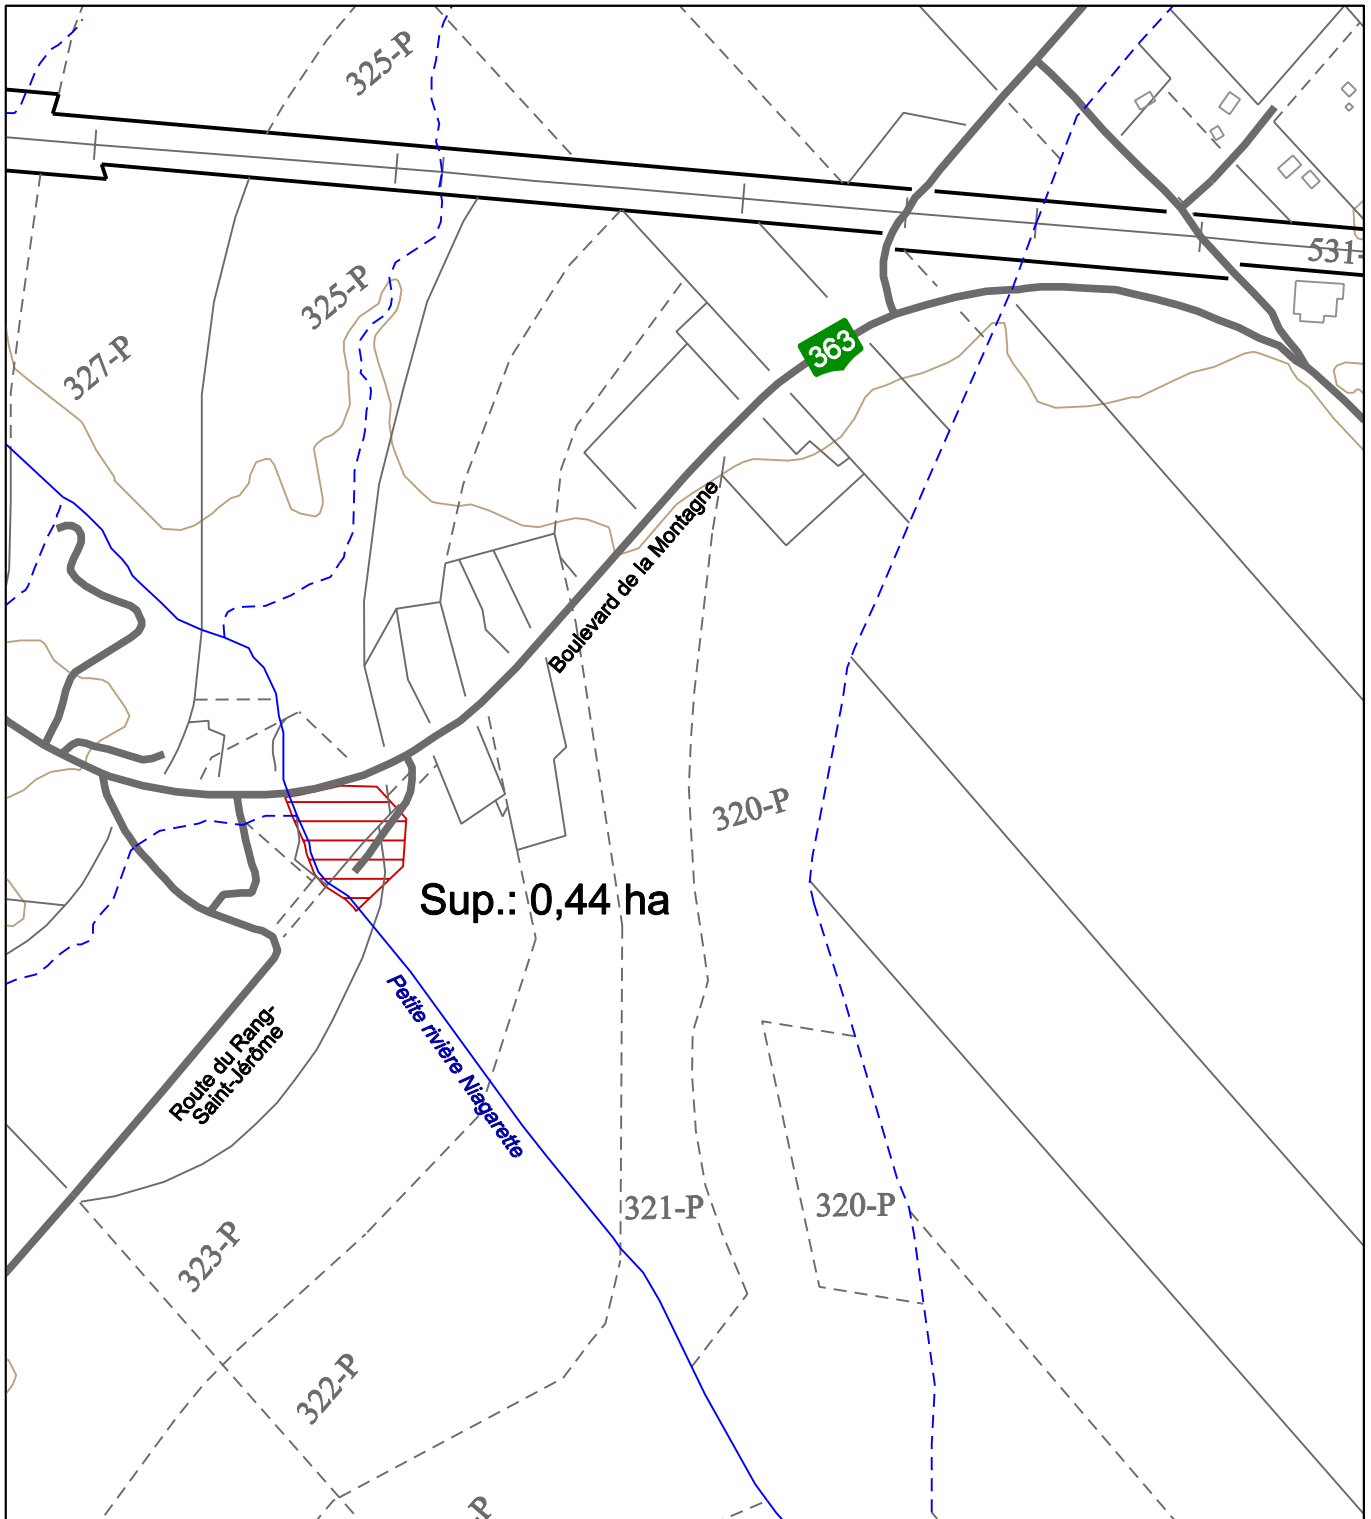 325-P
531-
325-P
363
327-P
Boulevard de la Montagne
320-P
Sup.: 0,44 ha
Petite rivière Niagarette
Route du Rang-
Saint-Jérôme
321-P
320-P
323-P
322-P
P